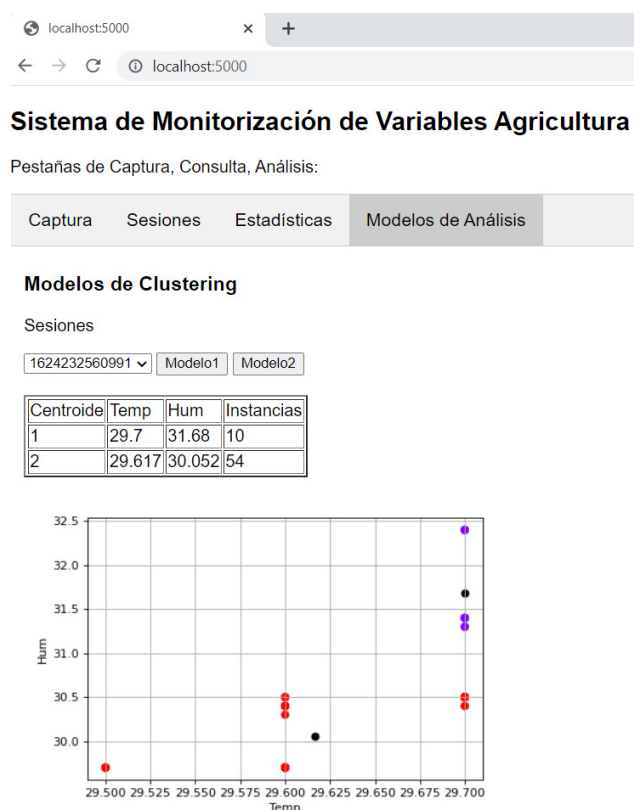 localhost:5000
localhost:5000
Sistema de Monitorización de Variables Agricultura
Pestañas de Captura, Consulta, Análisis:
Captura Sesiones Estadísticas Modelos de Análisis
Modelos de Clustering
Sesiones
1624232560991 Modelo1 Modelo2
Centroide Temp Hum Instancias
1 29.7 31.68 10
2 29.617 30.052 54
32.5
32.0
31.5
31.0
30.5
30.0
Hum
29.500 29.525 29.550 29.575 29.600 29.625 29.650 29.675 29.700
Temp